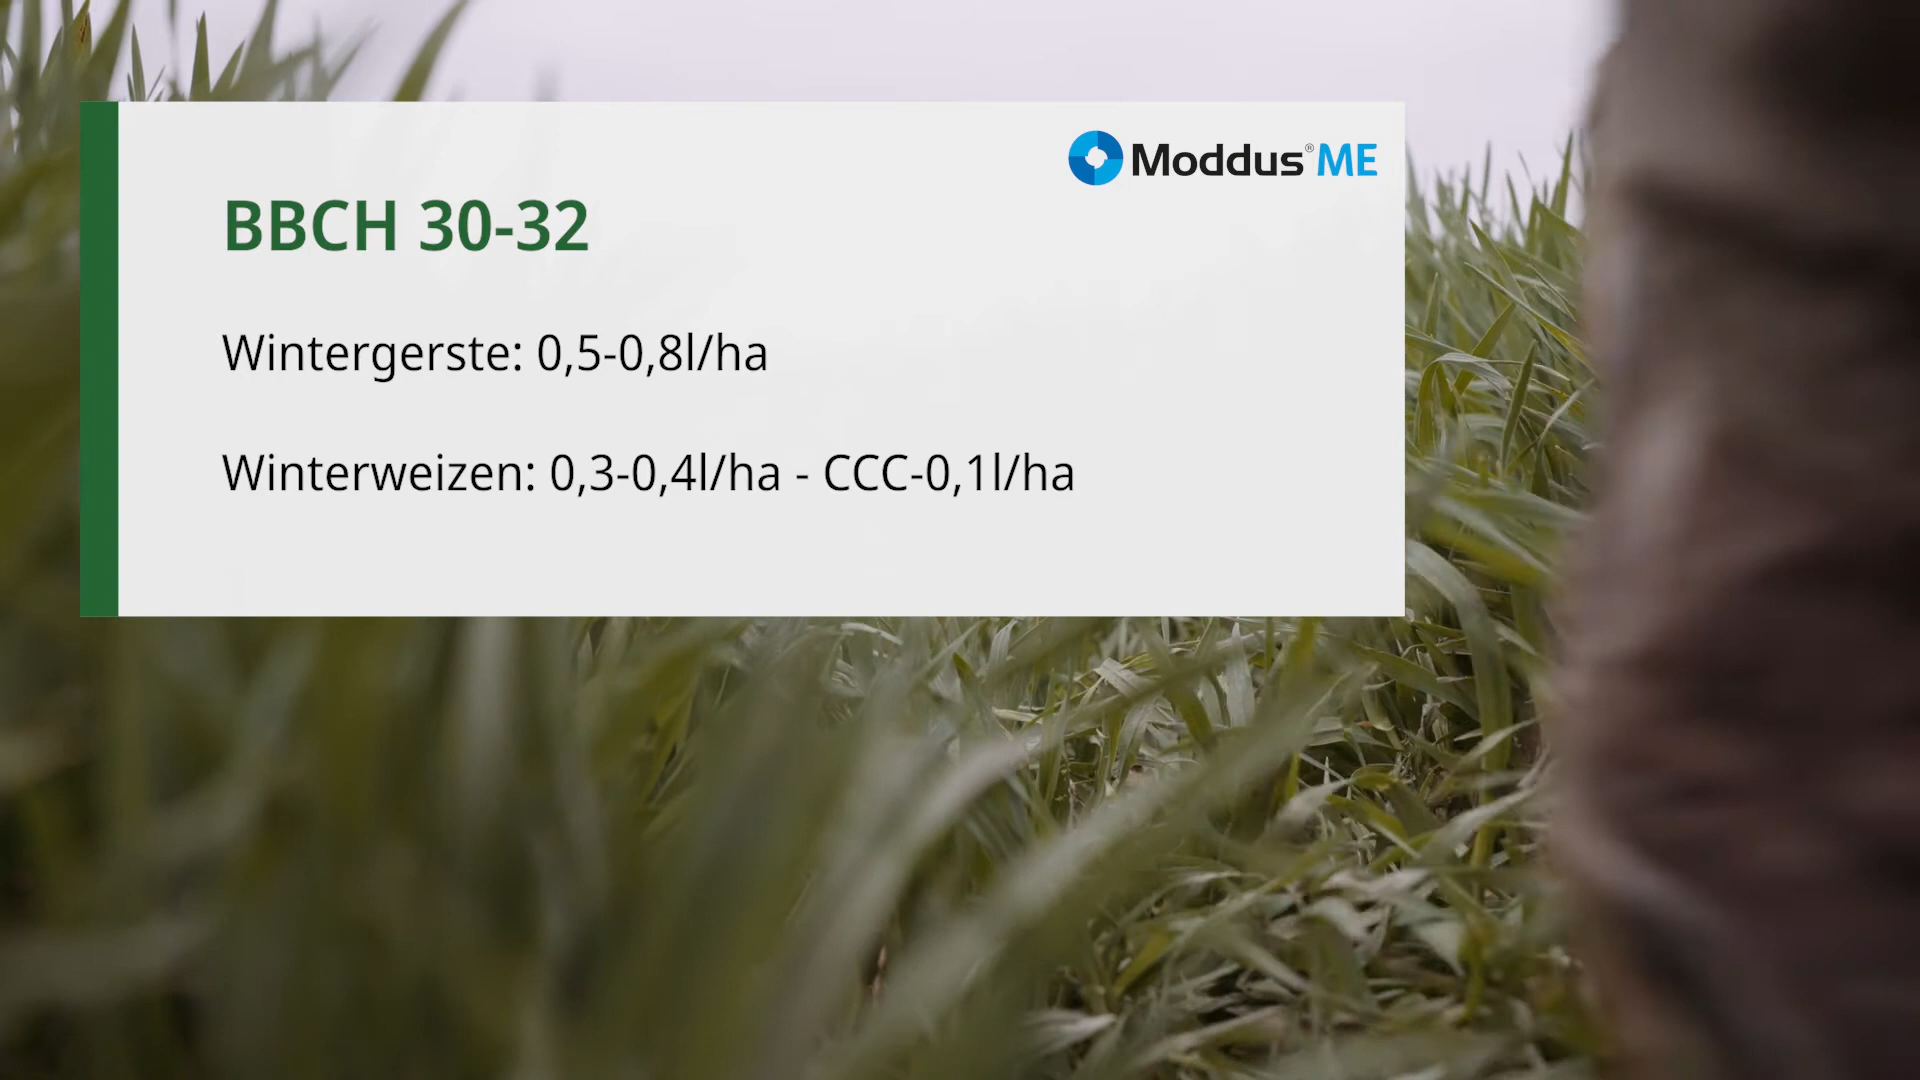 Moddus® ME
BBCH 30-32
Wintergerste: 0,5-0,8l/ha
Winterweizen: 0,3-0,4l/ha - CCC-0,1l/ha